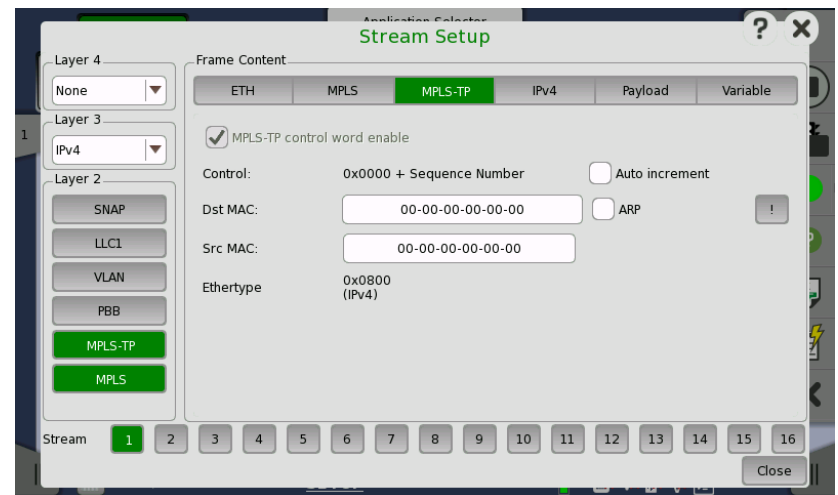 Application Selector
Stream Setup
? X
Layer 4
None
Layer 3
IPv4
Layer 2
SNAP
LLC1
VLAN
PBB
MPLS-TP
MPLS
Frame Content
ETH MPLS MPLS-TP IPv4 Payload Variable
MPLS-TP control word enable
Control: 0x0000 + Sequence Number Auto increment
Dst MAC: 00-00-00-00-00-00 ARP !
Src MAC: 00-00-00-00-00-00
Ethertype 0x0800
(IPv4)
1
Stream 1 2 3 4 5 6 7 8 9 10 11 12 13 14 15 16
Close